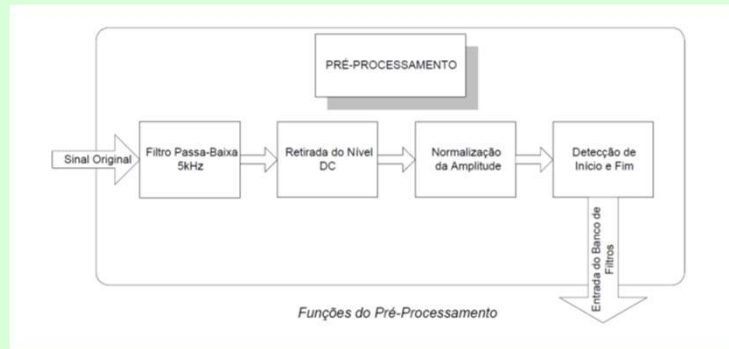 PRÉ-PROCESSAMENTO
Sinal Original
Filtro Passa-Baixa
5kHz
Retirada do Nível
DC
Normalização
da Amplitude
Detecção de
Início e Fim
Entrada do Banco de
Filtros
Funções do Pré-Processamento